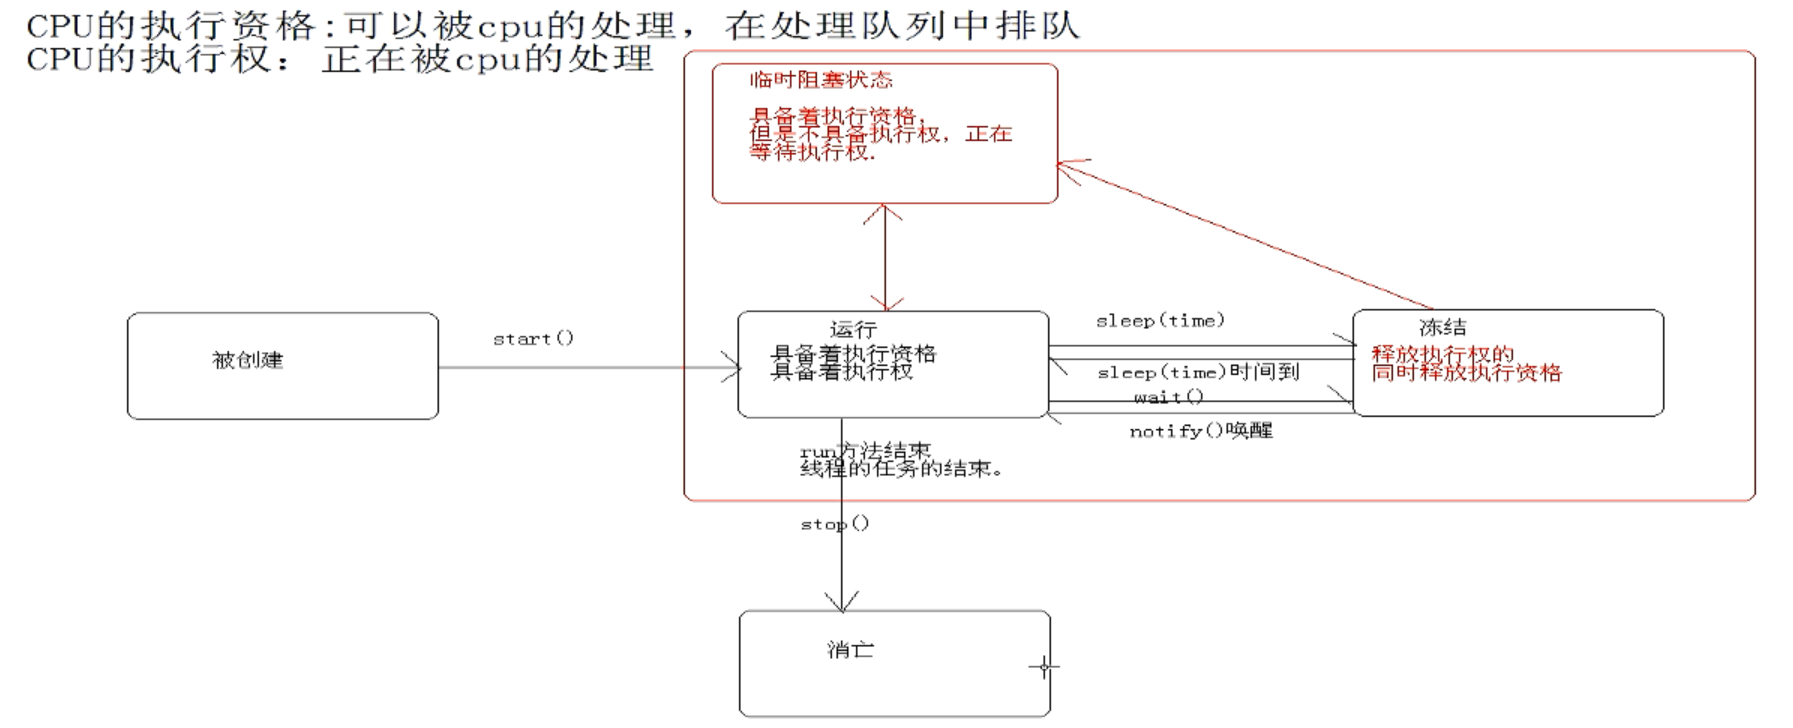 CPU的执行资格:可以被cpu的处理，在处理队列中排队
CPU的执行权：正在被cpu的处理
临时阻塞状态
具备着执行资格，
但是不具备执行权，正在
等待执行权.
被创建
start()
运行
具备着执行资格
具备着执行权
sleep(time)
sleep(time)时间到
wait()
notify()唤醒
冻结
释放执行权的
同时释放执行资格
run方法结束
线程的任务的结束。
stop()
消亡